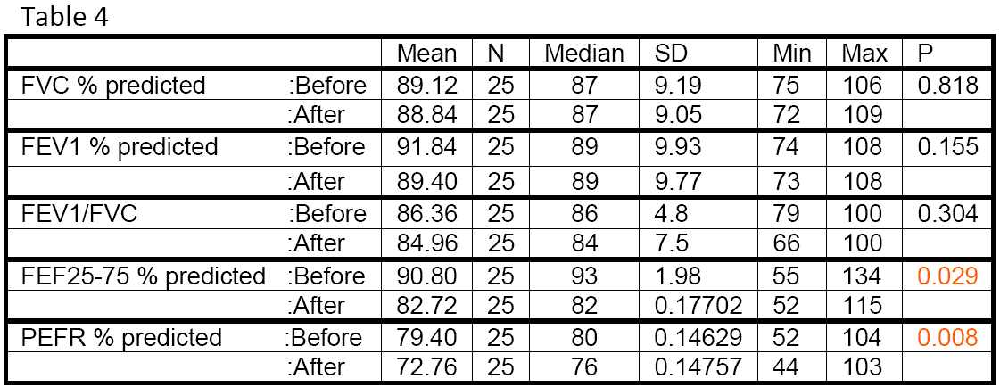 Table 4
Mean N Median SD Min Max P
FVC % predicted :Before 89.12 25 87 9.19 75 106 0.818
:After 88.84 25 87 9.05 72 109
FEV1 % predicted :Before 91.84 25 89 9.93 74 108 0.155
:After 89.40 25 89 9.77 73 108
FEV1/FVC :Before 86.36 25 86 4.8 79 100 0.304
:After 84.96 25 84 7.5 66 100
FEF25-75 % predicted :Before 90.80 25 93 1.98 55 134 0.029
:After 82.72 25 82 0.17702 52 115
PEFR % predicted :Before 79.40 25 80 0.14629 52 104 0.008
:After 72.76 25 76 0.14757 44 103